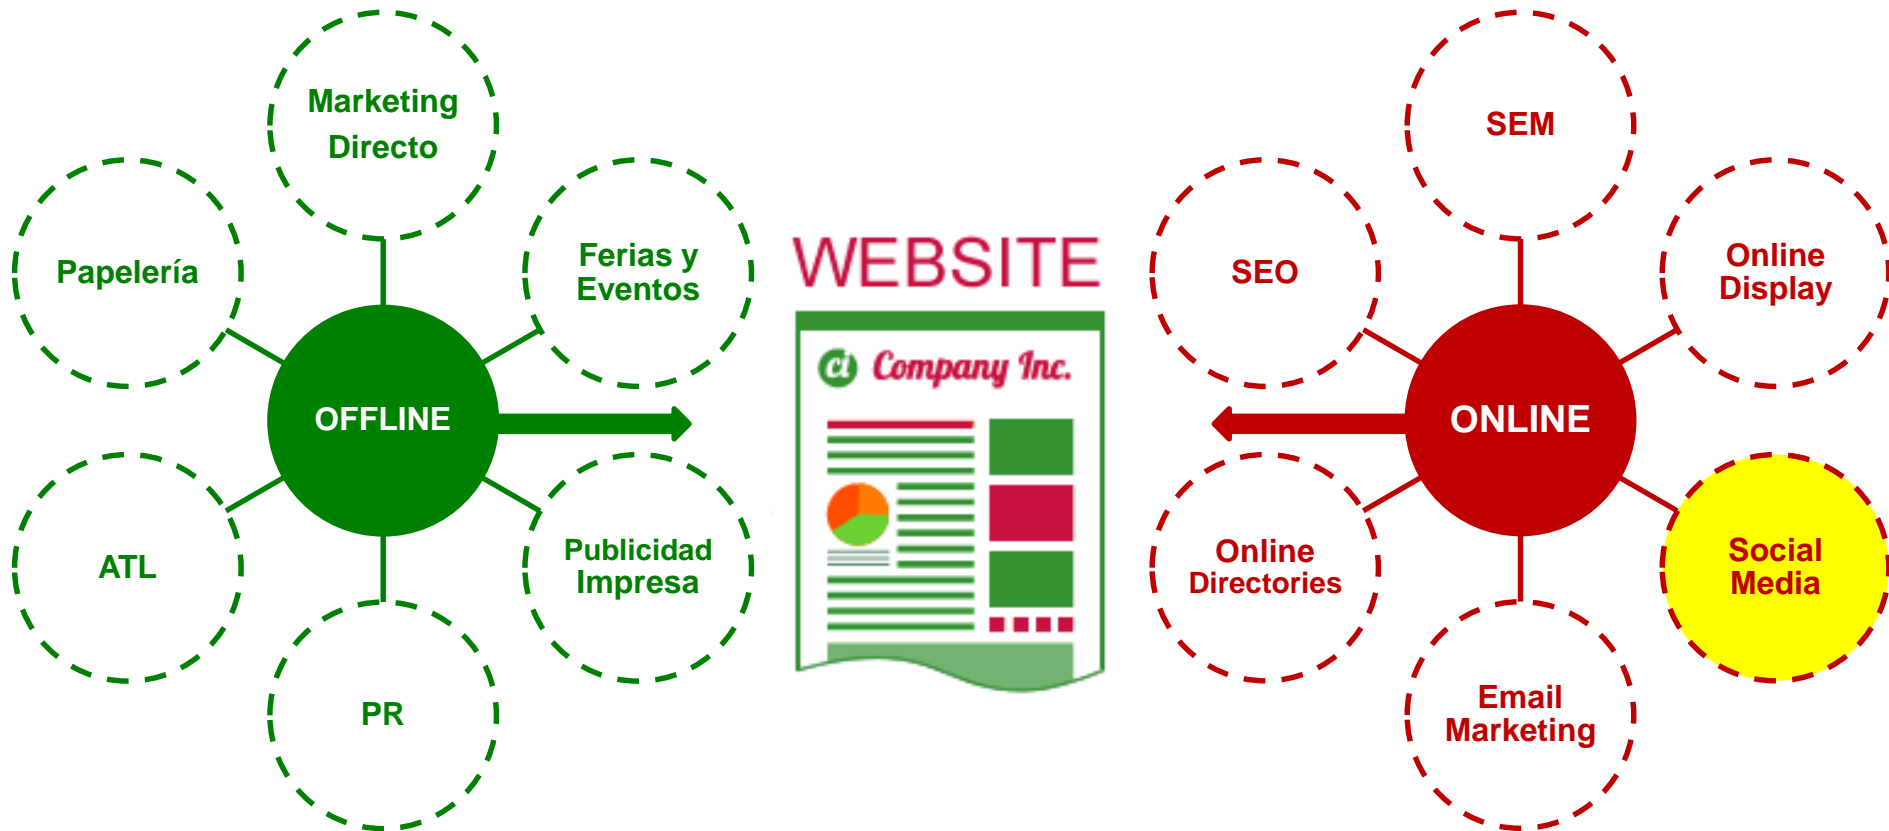 Marketing
Directo
Papelería
Ferias y
Eventos
OFFLINE
ATL
Publicidad
Impresa
PR
WEBSITE
ci Company Inc.
SEM
SEO
Online
Display
ONLINE
Online
Directories
Social
Media
Email
Marketing